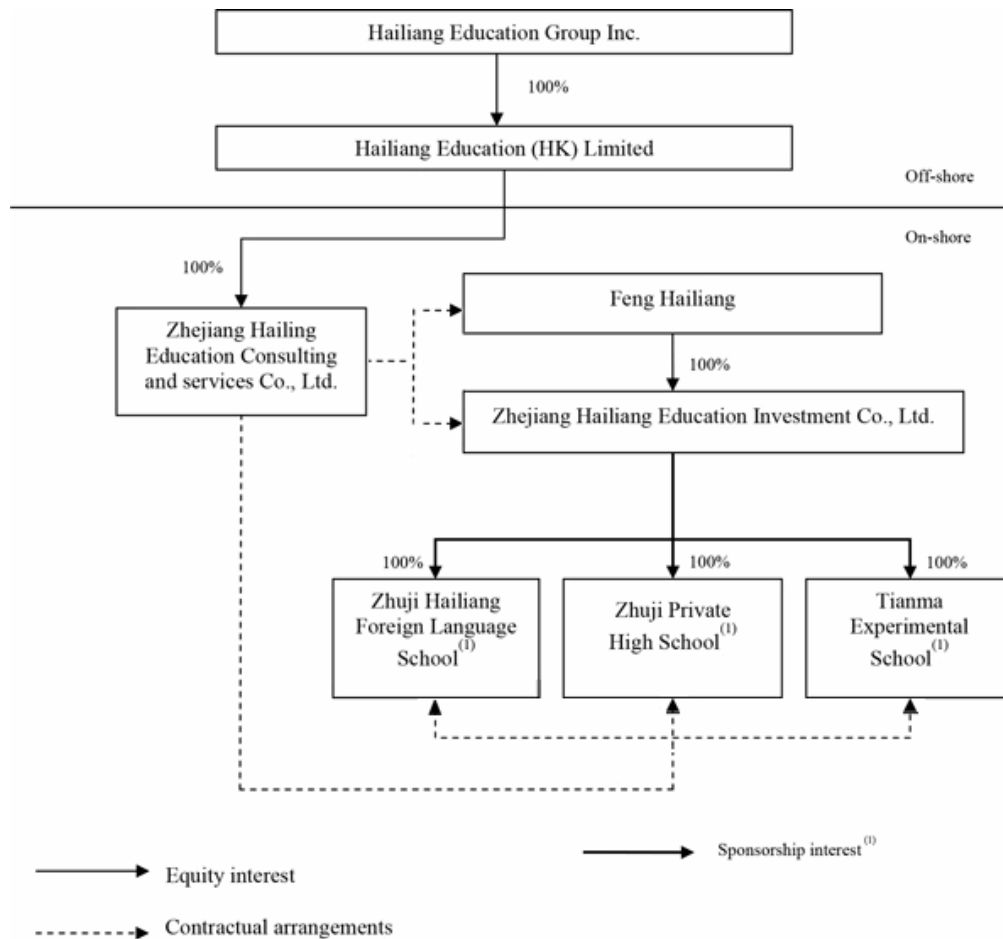 Hailiang Education Group Inc.
100%
Hailiang Education (HK) Limited
Off-shore
On-shore
100%
Zhejiang Hailing
Education Consulting
and services Co., Ltd.
Feng Hailiang
100%
Zhejiang Hailiang Education Investment Co., Ltd.
100%
100%
100%
Zhuji Hailiang
Foreign Language
School(1)
Zhuji Private
High School(1)
Tianma
Experimental
School(1)
Sponsorship interest(1)
Equity interest
Contractual arrangements